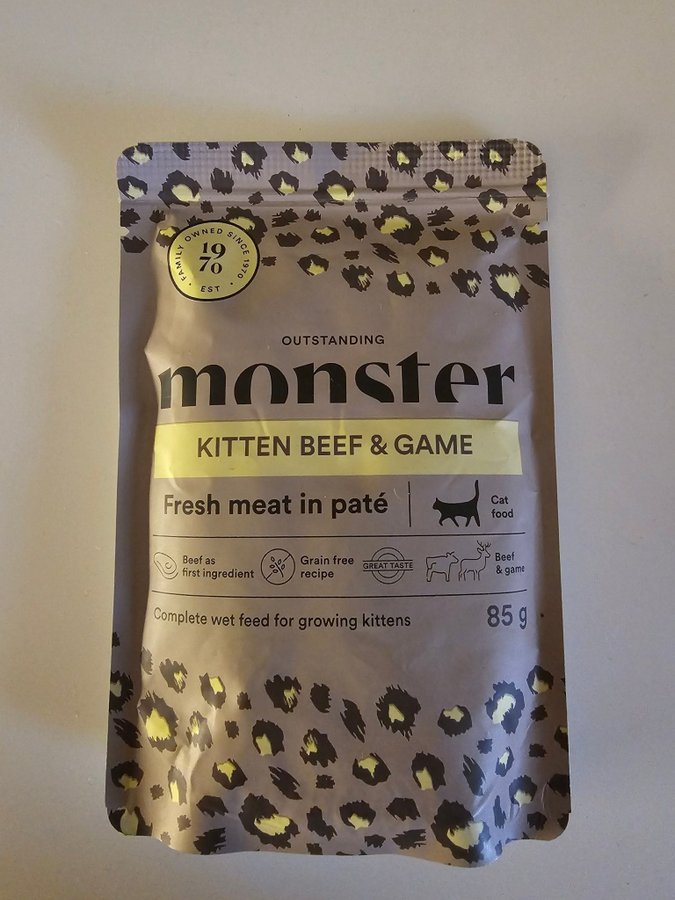 FAMILY OWNED SINCE 1970
19
70
EST
OUTSTANDING
monster
KITTEN BEEF & GAME
Fresh meat in paté
Cat
food
Beef as
first ingredient
Grain free
recipe
GREAT TASTE
Beef
& game
Complete wet feed for growing kittens
85 g